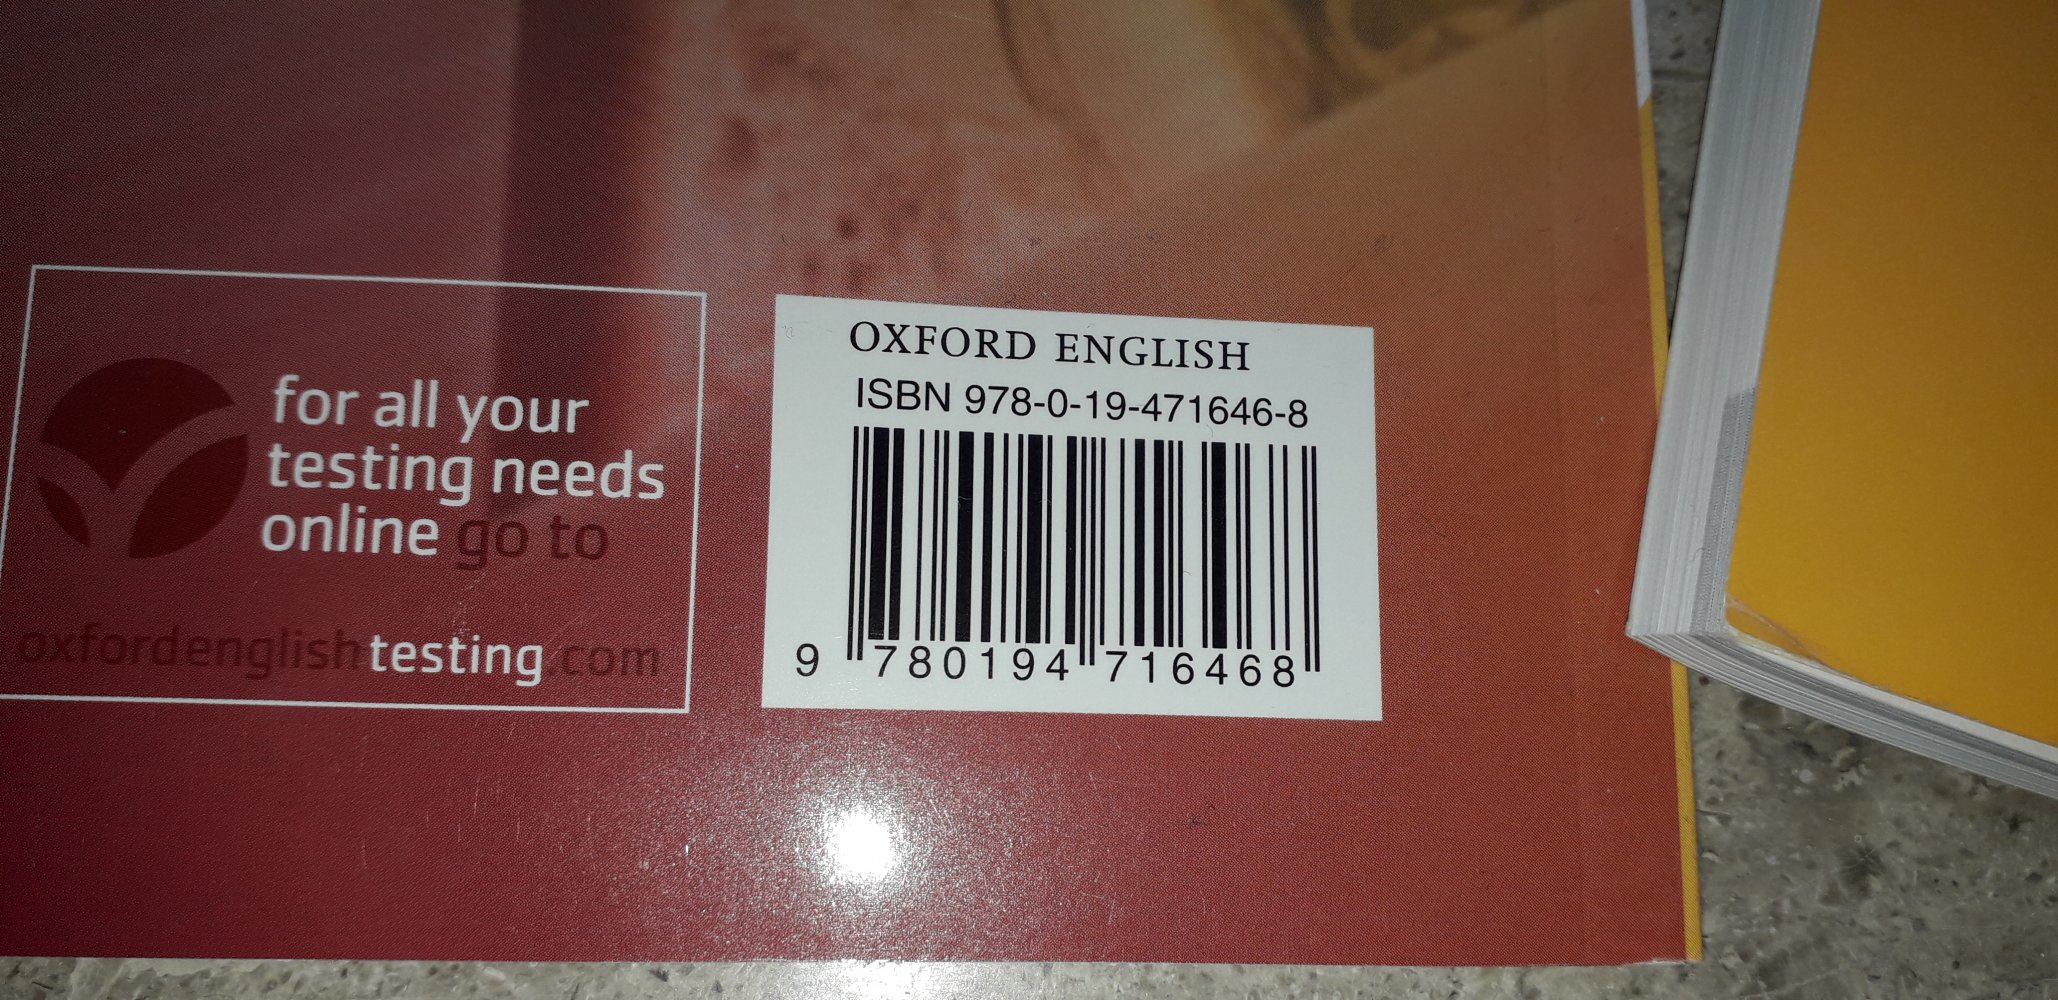 for all your
testing needs
online go to
oxfordenglishtesting.com
OXFORD ENGLISH
ISBN 978-0-19-471646-8
9 780194 716468